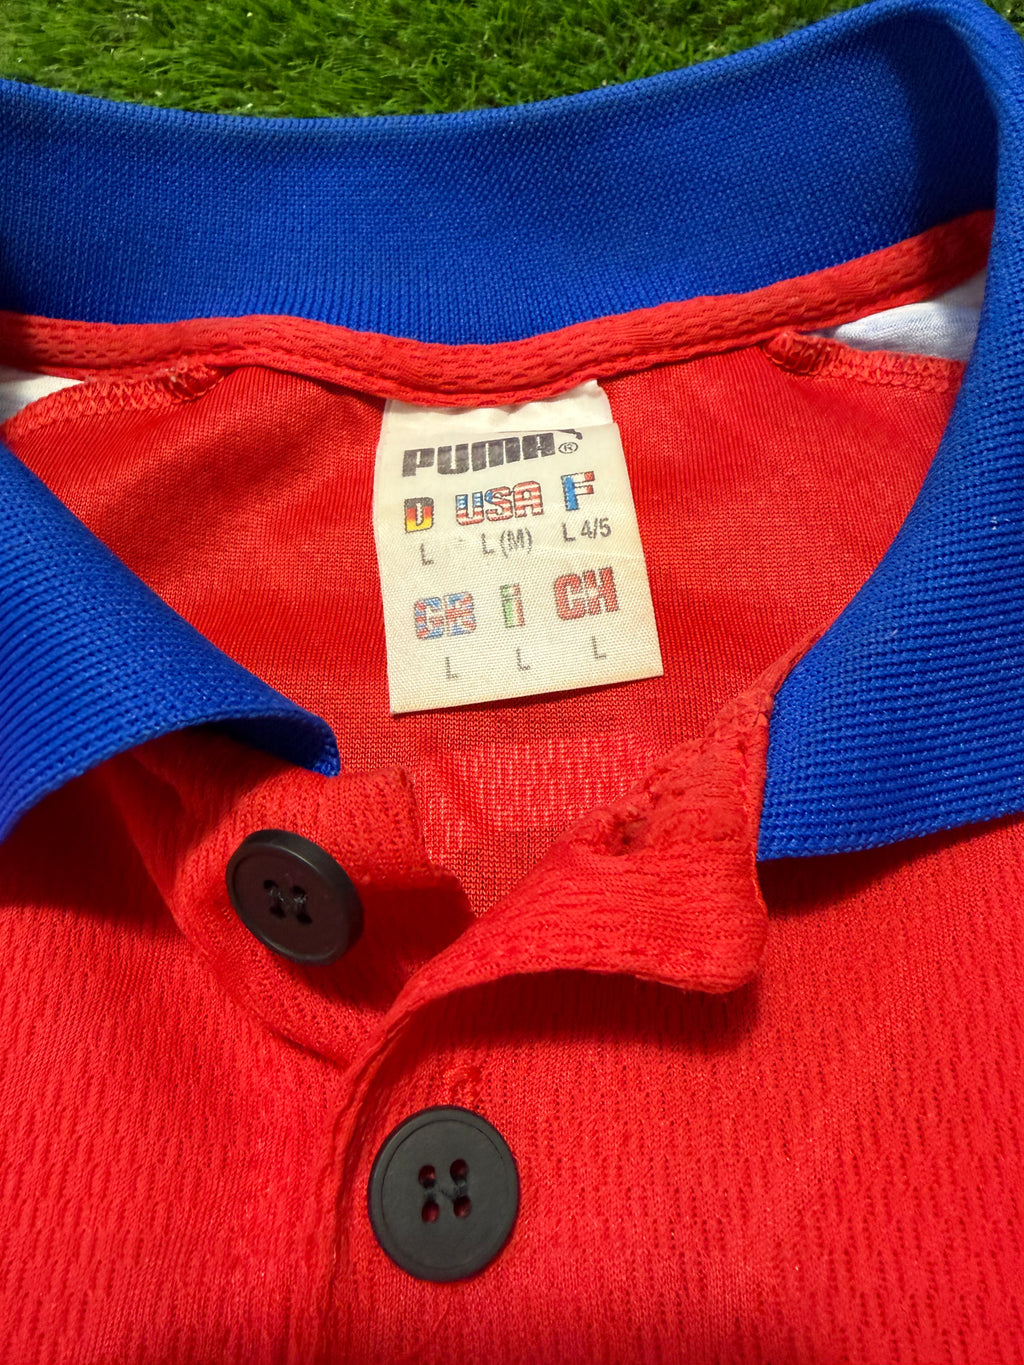 PUMA®
D USA F
L L (M) L 4/5
GB I CH
L L L